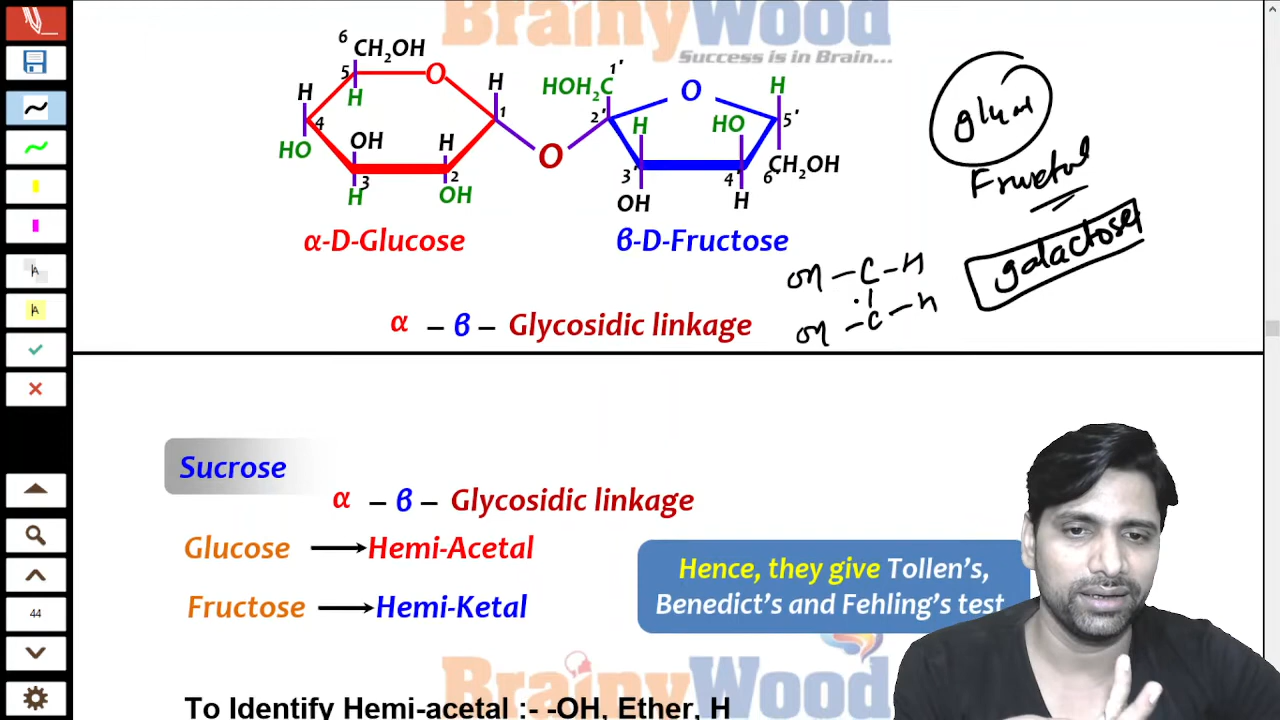 BrainyWood
Success is in Brain...
6 CH₂OH
5 O
H H H
4 1
HO OH H
3 2
H OH
O
HOH₂C 1'
2' O H
H HO 5'
3' 4' 6' CH₂OH
OH H
α-D-Glucose
β-D-Fructose
α – β – Glycosidic linkage
Fructose
galactose
OH – C – H
OH – C – H
Sucrose
α – β – Glycosidic linkage
Glucose → Hemi-Acetal
Fructose → Hemi-Ketal
Hence, they give Tollen's,
Benedict's and Fehling's test
BrainyWood
To Identify Hemi-acetal :- -OH, Ether, H
A
A
44